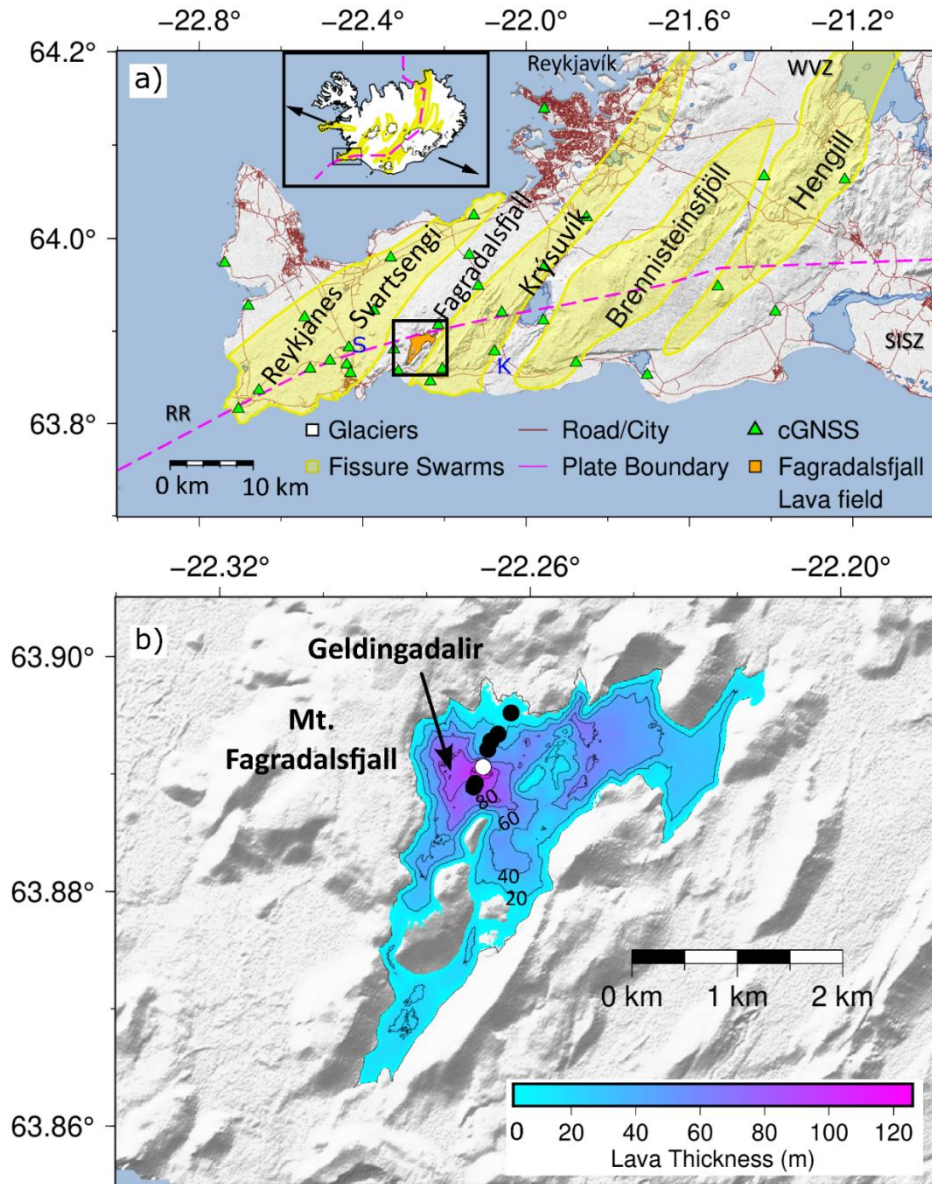 −22.8° −22.4° −22.0° −21.6° −21.2°
64.2°
64.0°
63.8°
a)
Reykjavík
WVZ
Hengill
Brennisteinsfjöll
Krýsuvík
Fagradalsfjall
Svartsengi
Reykjanes
S
K
SISZ
RR
0 km 10 km
Glaciers
Road/City
cGNSS
Fissure Swarms
Plate Boundary
Fagradalsfjall
Lava field
−22.32° −22.26° −22.20°
63.90°
63.88°
63.86°
b)
Geldingadalir
Mt.
Fagradalsfjall
80
60
40
20
0 km 1 km 2 km
0 20 40 60 80 100 120
Lava Thickness (m)